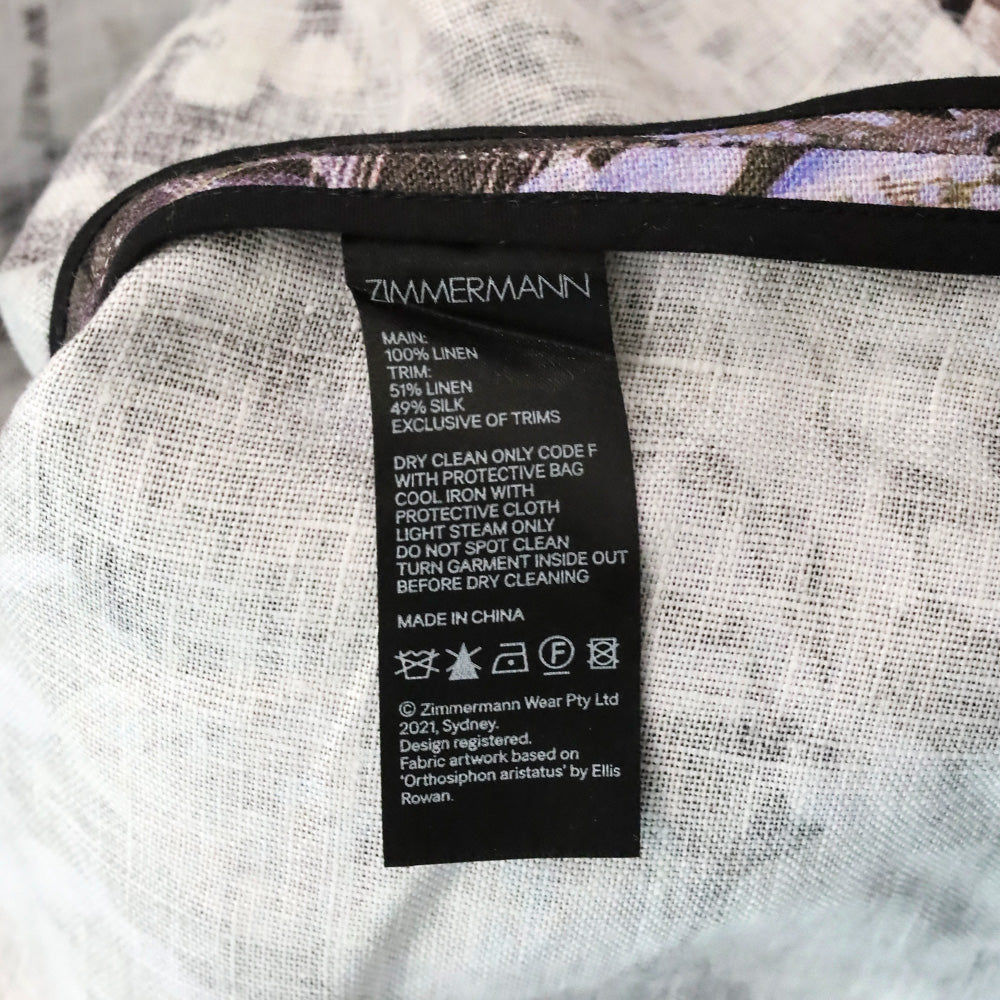 ZIMMERMANN
MAIN:
100% LINEN
TRIM:
51% LINEN
49% SILK
EXCLUSIVE OF TRIMS
DRY CLEAN ONLY CODE F
WITH PROTECTIVE BAG
COOL IRON WITH
PROTECTIVE CLOTH
LIGHT STEAM ONLY
DO NOT SPOT CLEAN
TURN GARMENT INSIDE OUT
BEFORE DRY CLEANING
MADE IN CHINA
F
© Zimmermann Wear Pty Ltd
2021, Sydney.
Design registered.
Fabric artwork based on
'Orthosiphon aristatus' by Ellis
Rowan.